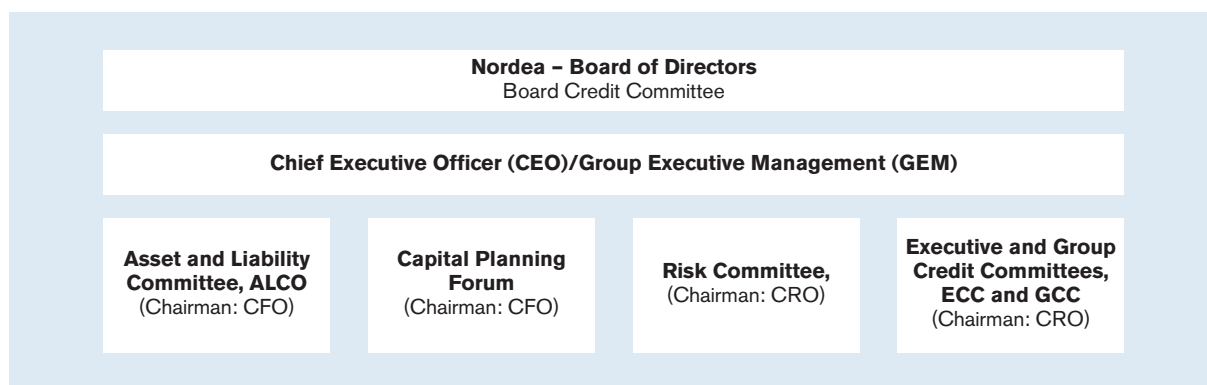 Nordea – Board of Directors
Board Credit Committee
Chief Executive Officer (CEO)/Group Executive Management (GEM)
Asset and Liability
Committee, ALCO
(Chairman: CFO)
Capital Planning
Forum
(Chairman: CFO)
Risk Committee,
(Chairman: CRO)
Executive and Group
Credit Committees,
ECC and GCC
(Chairman: CRO)